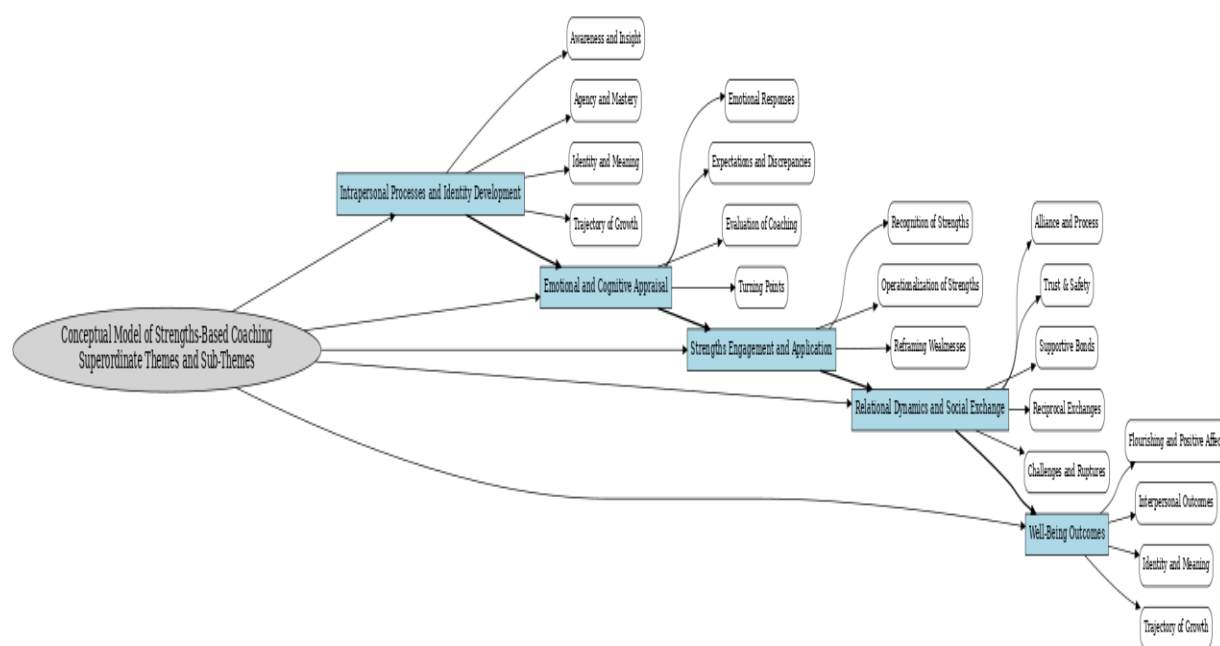 Conceptual Model of Strengths-Based Coaching
Superordinate Themes and Sub-Themes
Intrapersonal Processes and Identity Development
Awareness and Insight
Agency and Mastery
Identity and Meaning
Trajectory of Growth
Emotional and Cognitive Appraisal
Emotional Responses
Expectations and Discrepancies
Evaluation of Coaching
Turning Points
Strengths Engagement and Application
Recognition of Strengths
Operationalization of Strengths
Reframing Weaknesses
Relational Dynamics and Social Exchange
Alliance and Process
Trust & Safety
Supportive Bonds
Reciprocal Exchanges
Challenges and Ruptures
Well-Being Outcomes
Flourishing and Positive Affec
Interpersonal Outcomes
Identity and Meaning
Trajectory of Growth